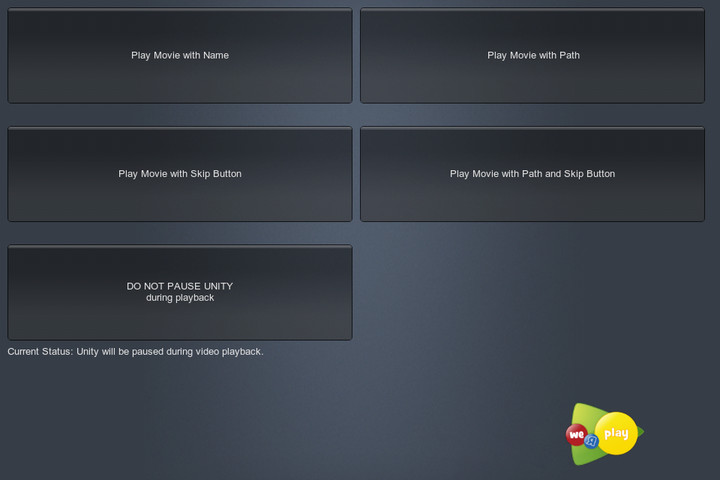 Play Movie with Name
Play Movie with Path
Play Movie with Skip Button
Play Movie with Path and Skip Button
DO NOT PAUSE UNITY
during playback
Current Status: Unity will be paused during video playback.
we
play